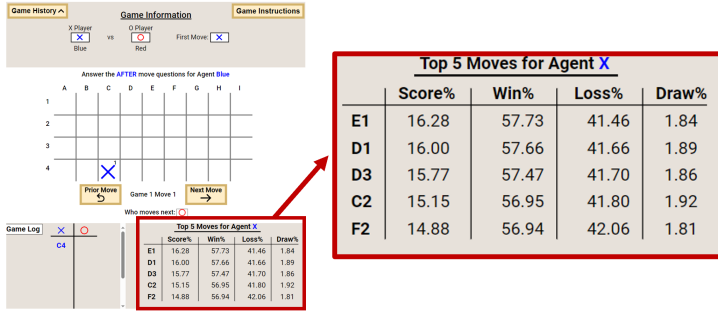 Game History
Game Information
Game Instructions
X Player
vs
O Player
First Move:
Blue
Red
Answer the AFTER move questions for Agent Blue
A B C D E F G H I
1
2
3
4
1
Prior Move
Game 1 Move 1
Next Move
Who moves next:
Game Log
C4
Top 5 Moves for Agent X
Score% Win% Loss% Draw%
E1 16.28 57.73 41.46 1.84
D1 16.00 57.66 41.66 1.89
D3 15.77 57.47 41.70 1.86
C2 15.15 56.95 41.80 1.92
F2 14.88 56.94 42.06 1.81
Top 5 Moves for Agent X
Score% Win% Loss% Draw%
E1 16.28 57.73 41.46 1.84
D1 16.00 57.66 41.66 1.89
D3 15.77 57.47 41.70 1.86
C2 15.15 56.95 41.80 1.92
F2 14.88 56.94 42.06 1.81